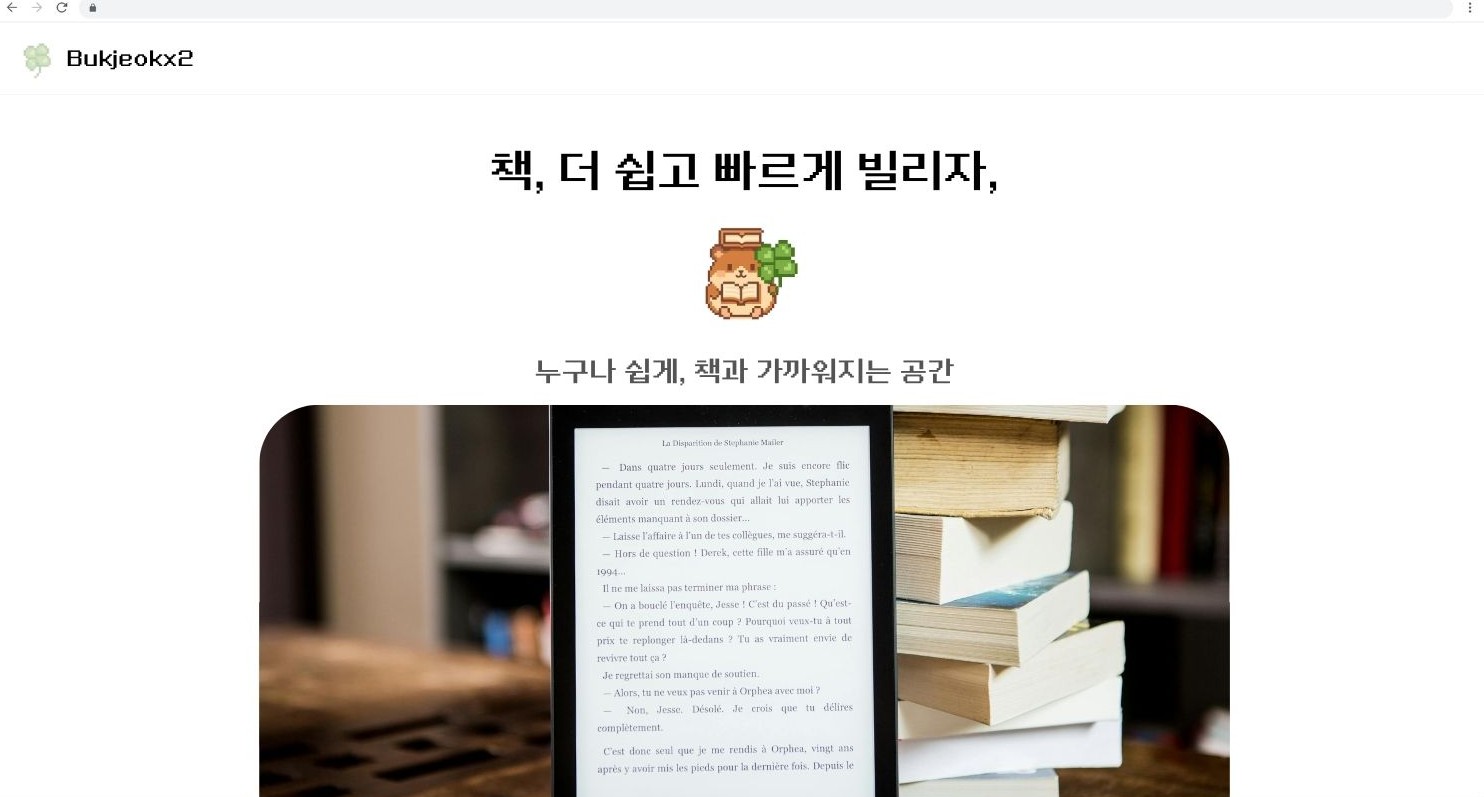 Bukjeokx2
책, 더 쉽고 빠르게 빌리자,
누구나 쉽게, 책과 가까워지는 공간
La Disparition de Stephanie Mailer
— Dans quatre jours seulement. Je suis encore flic
pendant quatre jours. Lundi, quand je l'ai vue, Stephanie
disait avoir un rendez-vous qui allait lui apporter les
éléments manquant à son dossier...
— Laisse l'affaire à l'un de tes collègues, me suggéra-t-il.
— Hors de question ! Derek, cette fille m'a assuré qu'en
1994...
Il ne me laissa pas terminer ma phrase :
— On a bouclé l'enquête, Jesse ! C'est du passé ! Qu'est-
ce qui te prend tout d'un coup ? Pourquoi veux-tu à tout
prix te replonger là-dedans ? Tu as vraiment envie de
revivre tout ça ?
Je regrettai son manque de soutien.
— Alors, tu ne veux pas venir à Orphea avec moi ?
— Non, Jesse. Désolé. Je crois que tu délires
complètement.
C'est donc seul que je me rendis à Orphea, vingt ans
après y avoir mis les pieds pour la dernière fois. Depuis le